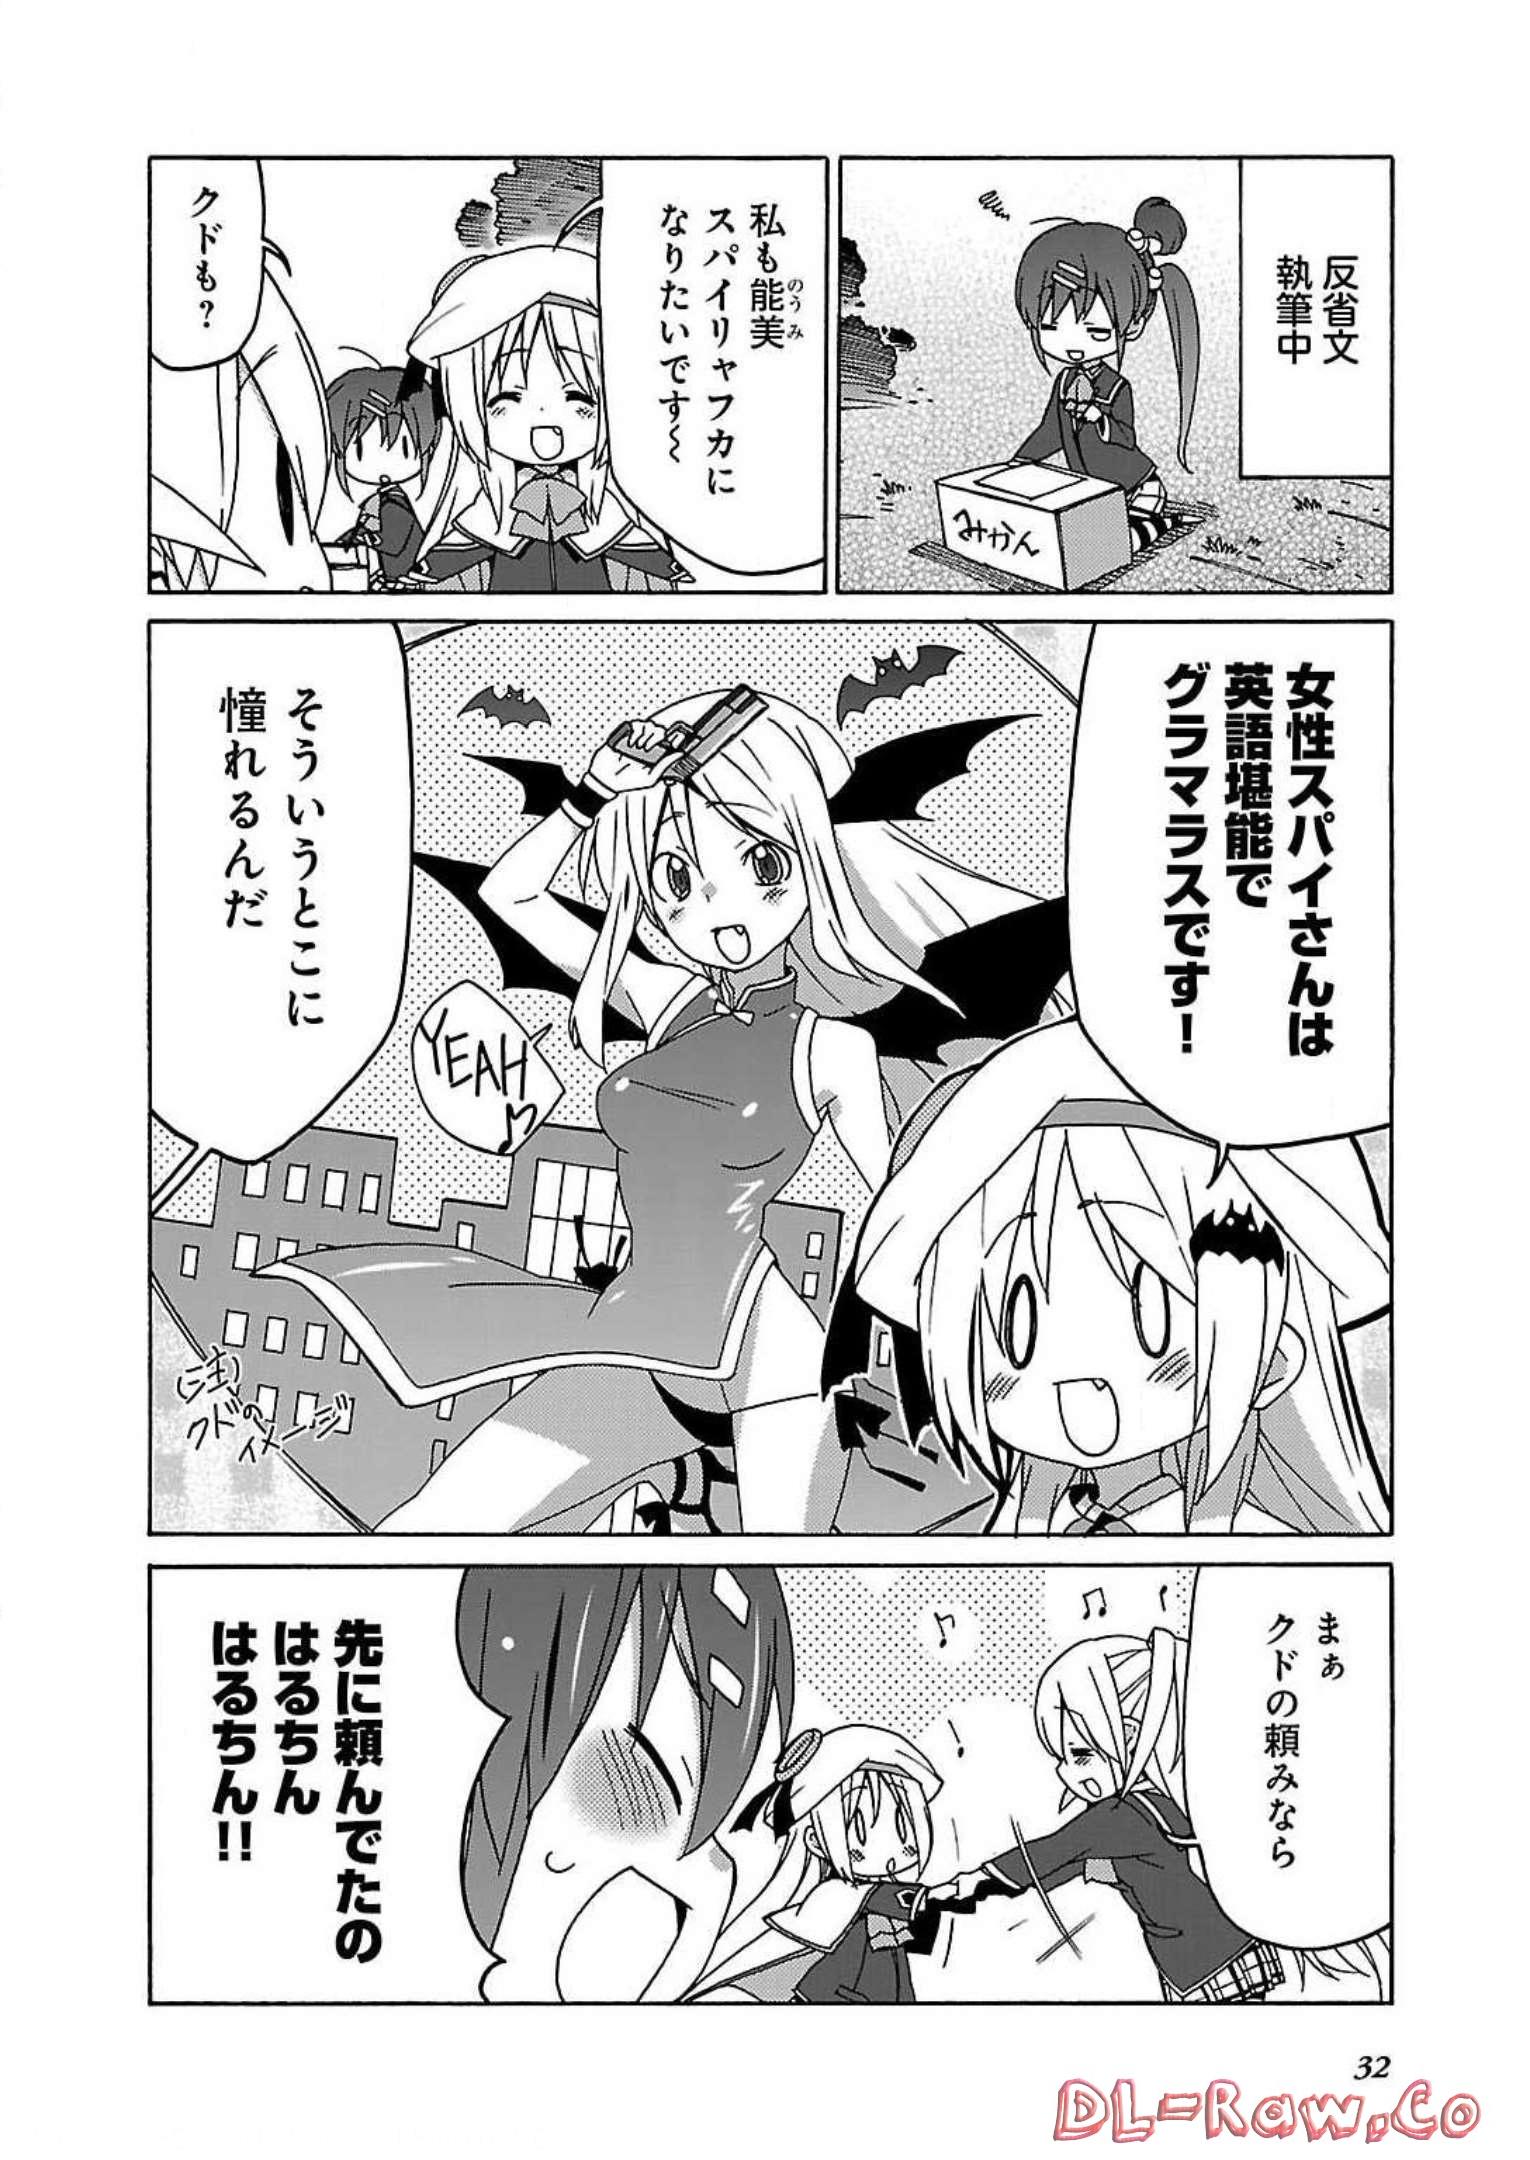 反省文
執筆中
みかん
私も能美
のうみ
スパイリャフカに
なりたいです～
クドも？
女性スパイさんは
英語堪能で
グラマラスです！
YEAH
そういうとこに
憧れるんだ
(注)
クドの
イメージ
まぁ
クドの頼みなら
先に頼んでたの
はるちん
はるちん！！
32
DL-Raw.Co